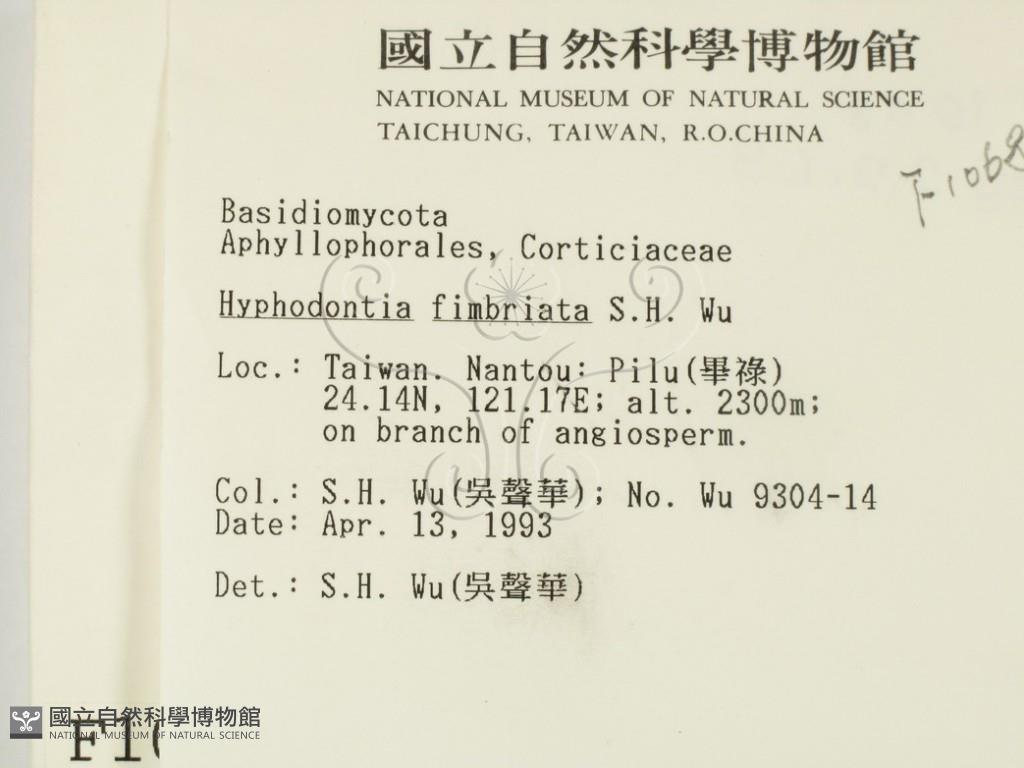 國立自然科學博物館
NATIONAL MUSEUM OF NATURAL SCIENCE
TAICHUNG, TAIWAN, R.O.CHINA
F-1068
Basidiomycota
Aphyllophorales, Corticiaceae
Hyphodontia fimbriata S.H. Wu
Loc.: Taiwan. Nantou: Pilu(畢祿)
24.14N, 121.17E; alt. 2300m;
on branch of angiosperm.
Col.: S.H. Wu(吳聲華); No. Wu 9304-14
Date: Apr. 13, 1993
Det.: S.H. Wu(吳聲華)
國立自然科學博物館
NATIONAL MUSEUM OF NATURAL SCIENCE
F1